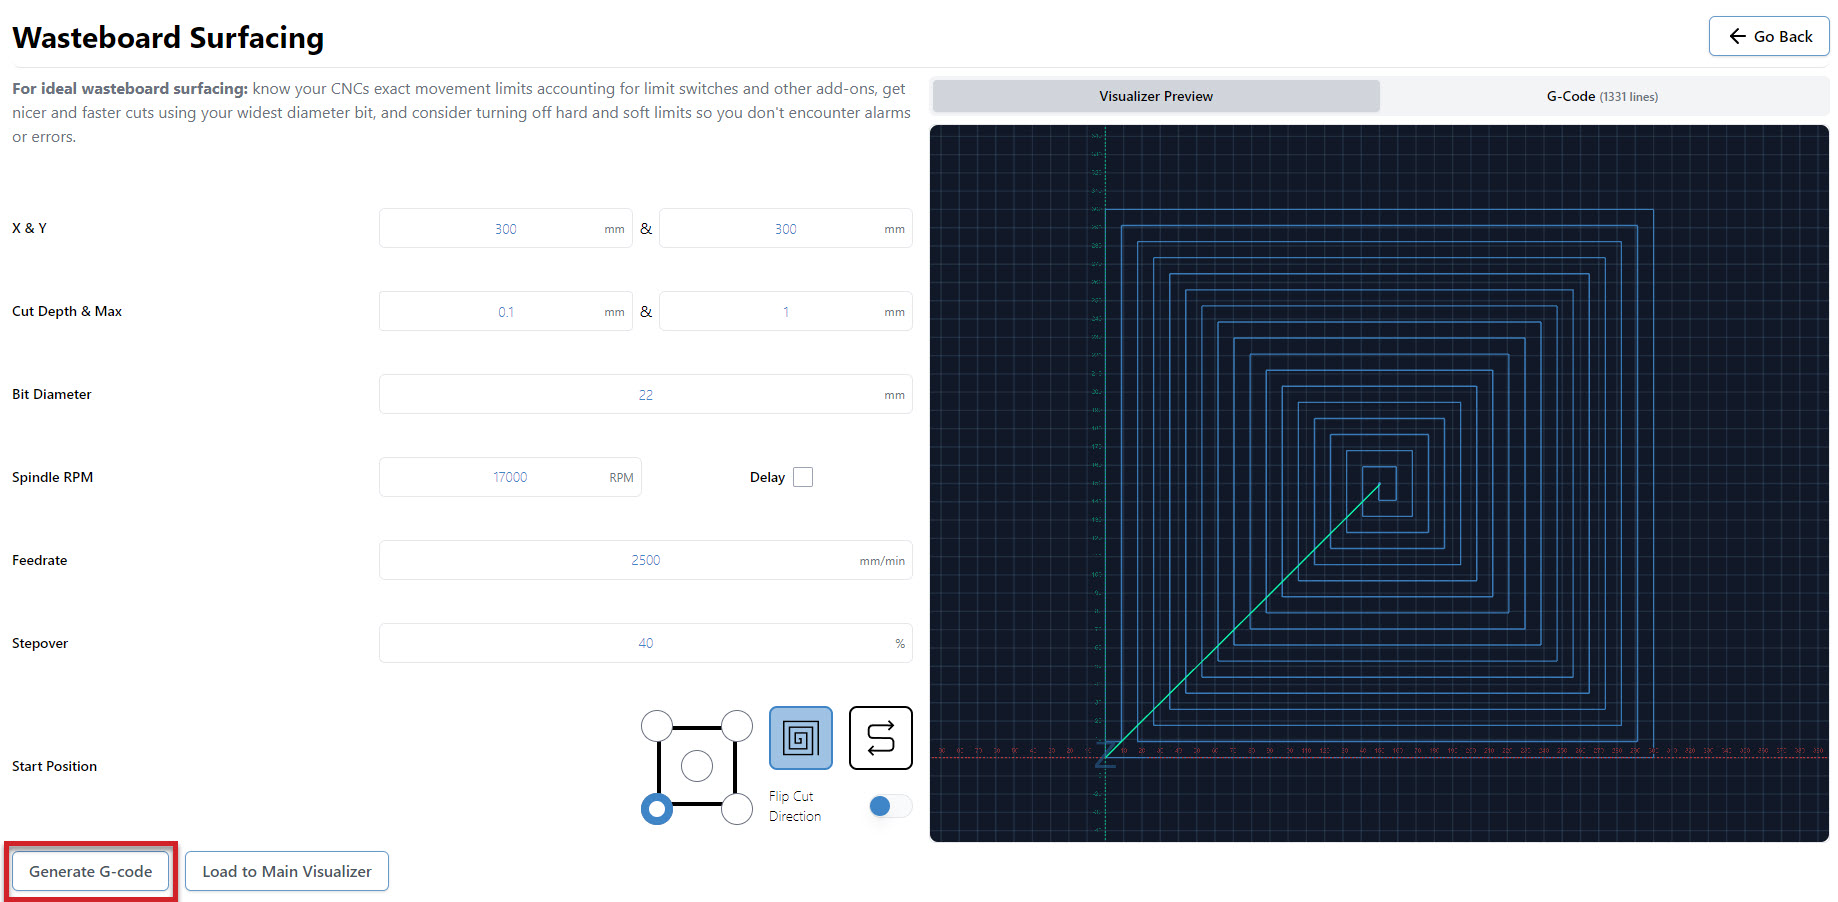 Wasteboard Surfacing
Go Back
For ideal wasteboard surfacing: know your CNCs exact movement limits accounting for limit switches and other add-ons, get
nicer and faster cuts using your widest diameter bit, and consider turning off hard and soft limits so you don't encounter alarms
or errors.
Visualizer Preview
G-Code (1331 lines)
X & Y
300 mm & 300 mm
Cut Depth & Max
0.1 mm & 1 mm
Bit Diameter
22 mm
Spindle RPM
17000 RPM
Delay
Feedrate
2500 mm/min
Stepover
40 %
Start Position
Flip Cut
Direction
Generate G-code
Load to Main Visualizer
Z